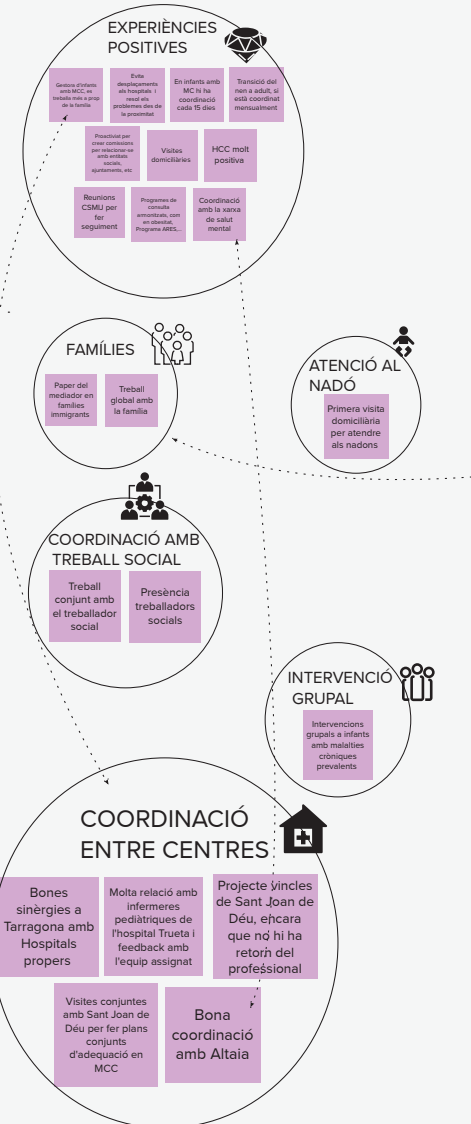 EXPERIÈNCIES
POSITIVES
Gestora d'infants
amb MCC, es
treballa més a prop
de la família
Evita
desplaçaments
als hospitals i
resol els
problemes des de
la proximitat
En infants amb
MC hi ha
coordinació
cada 15 dies
Transició del
nen a adult, si
està coordinat
mensualment
Proactivitat per
crear comissions
per relacionar-se
amb entitats
socials,
ajuntaments, etc
Visites
domiciliàries
HCC molt
positiva
Reunions
CSMIJ per
fer
seguiment
Programes de
consulta
armonitzats, com
en obesitat,
Programa ARES,...
Coordinació
amb la xarxa
de salut
mental
FAMÍLIES
Paper del
mediador en
famílies
immigrants
Treball
global amb
la família
ATENCIÓ AL
NADÓ
Primera visita
domiciliària
per atendre
als nadons
COORDINACIÓ AMB
TREBALL SOCIAL
Treball
conjunt amb
el treballador
social
Presència
treballadors
socials
INTERVENCIÓ
GRUPAL
Intervencions
grupals a infants
amb malalties
cròniques
prevalents
COORDINACIÓ
ENTRE CENTRES
Bones
sinèrgies a
Tarragona amb
Hospitals
propers
Molta relació amb
infermeres
pediàtriques de
l'hospital Trueta i
feedback amb
l'equip assignat
Projecte vincles
de Sant Joan de
Déu, encara
que no hi ha
retorn del
professional
Visites conjuntes
amb Sant Joan de
Déu per fer plans
conjunts
d'adequació en
MCC
Bona
coordinació
amb Altaia